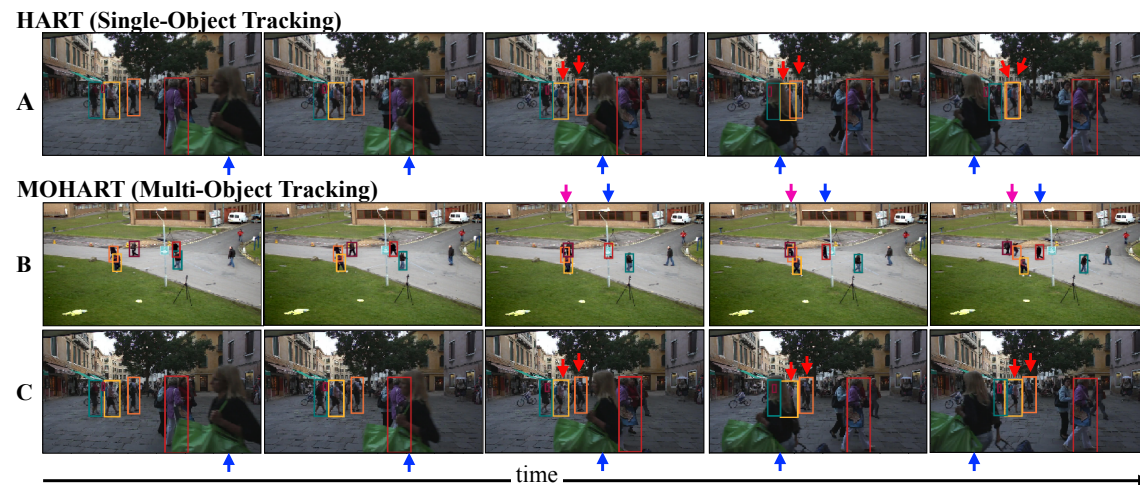 HART (Single-Object Tracking)
A
MOHART (Multi-Object Tracking)
B
C
time